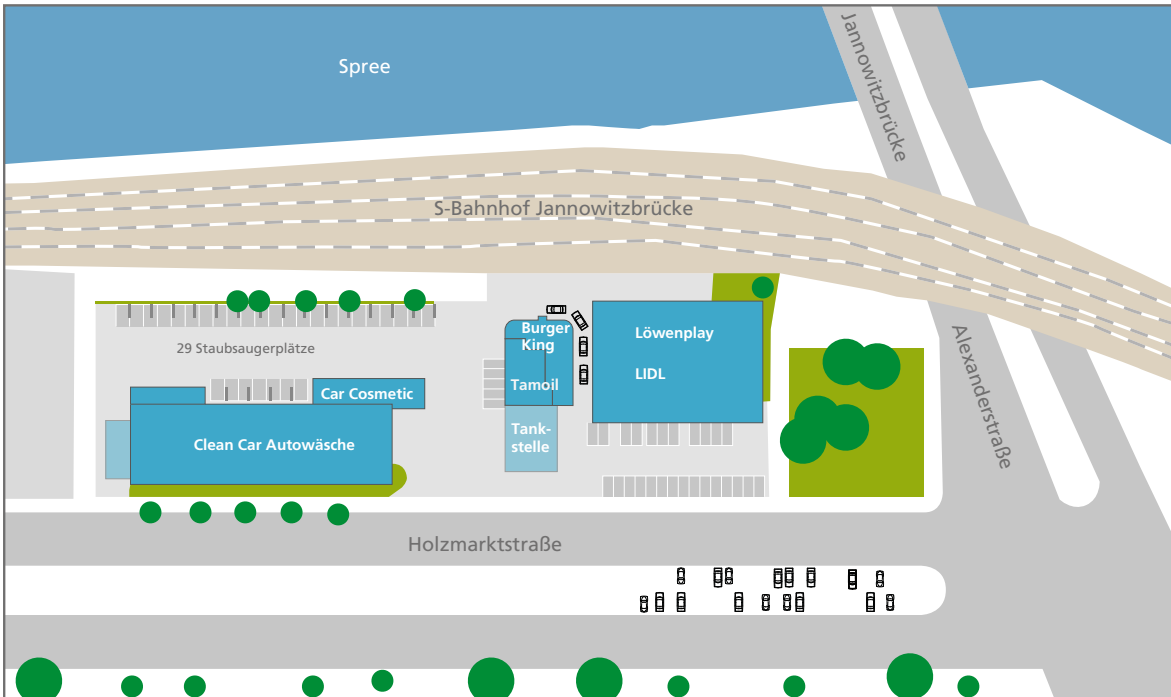 Spree
Jannowitzbrücke
S-Bahnhof Jannowitzbrücke
Burger
King
Löwenplay
29 Staubsaugerplätze
LIDL
Tamoil
Car Cosmetic
Alexanderstraße
Tank-
stelle
Clean Car Autowäsche
Holzmarktstraße